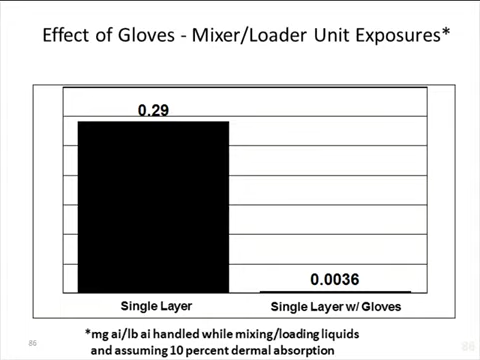 Effect of Gloves - Mixer/Loader Unit Exposures*
0.29
0.0036
Single Layer
Single Layer w/ Gloves
*mg ai/lb ai handled while mixing/loading liquids
and assuming 10 percent dermal absorption
86
86